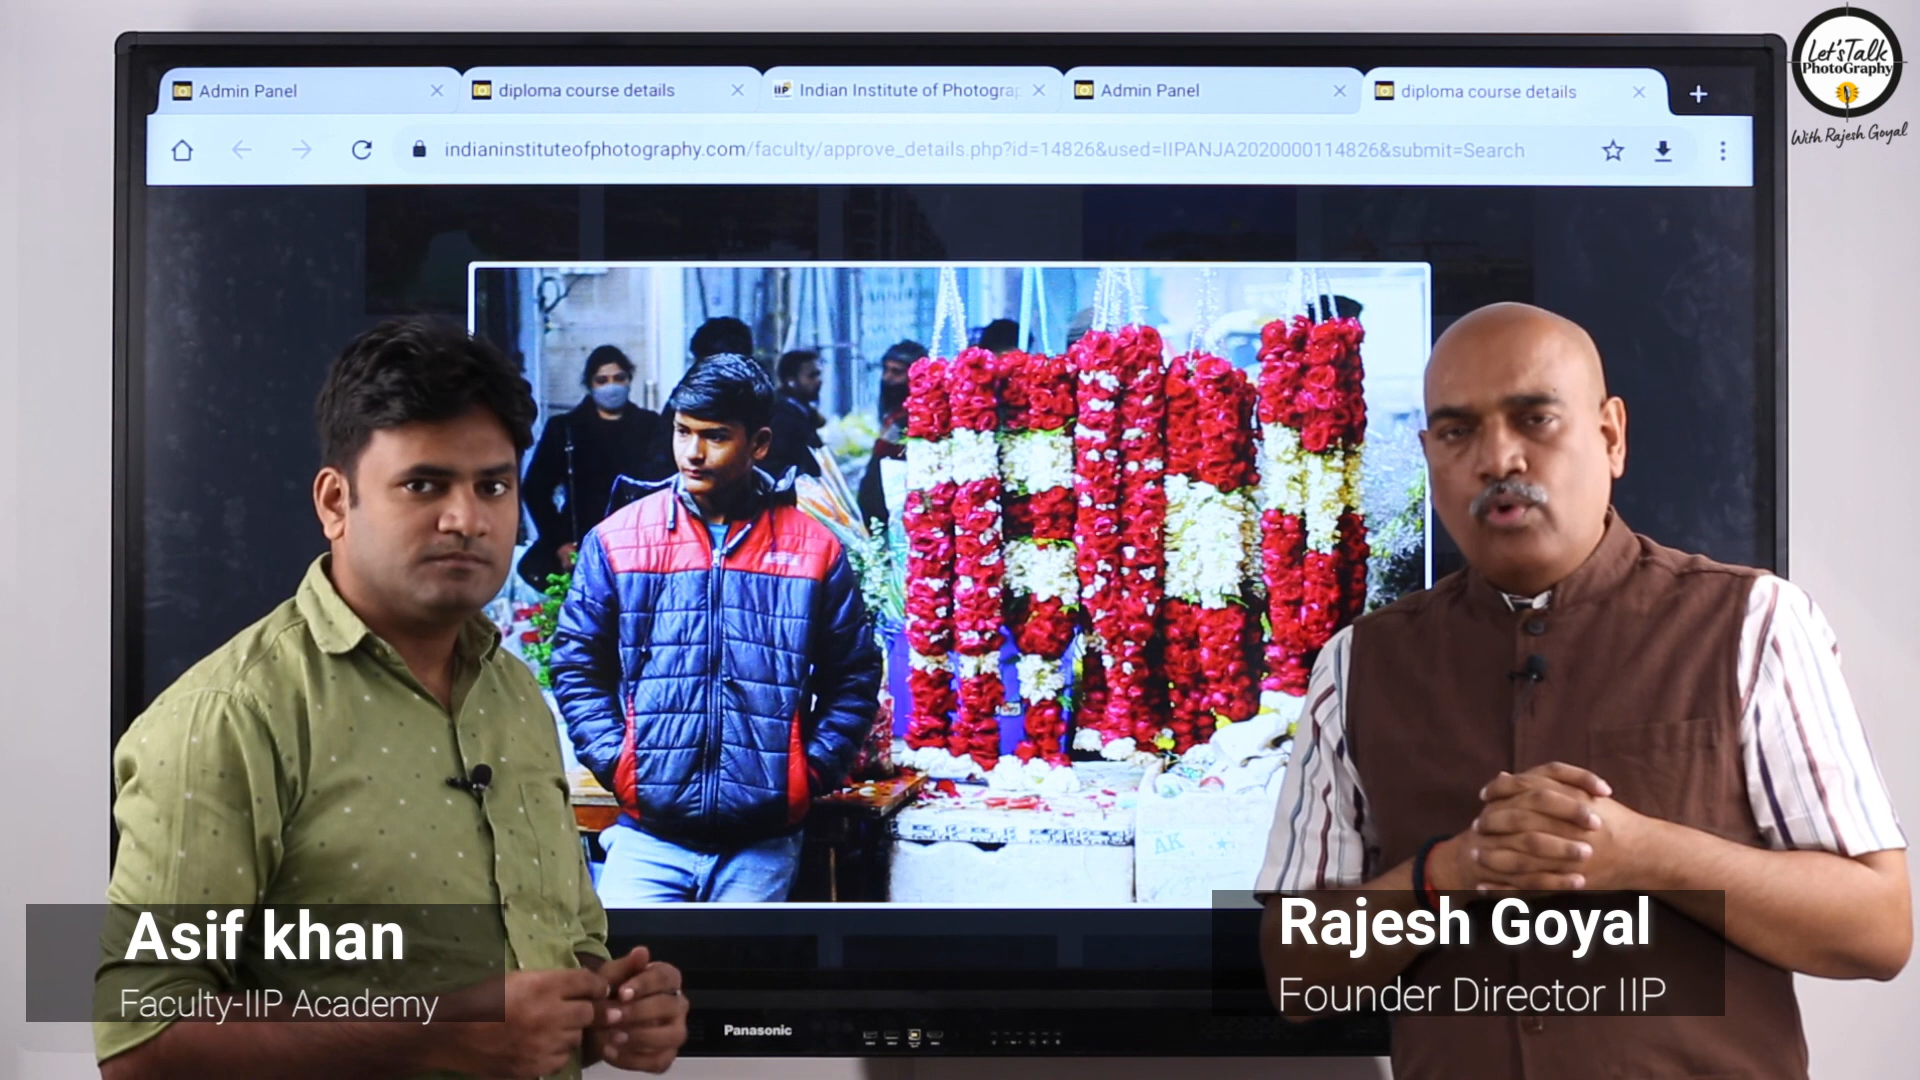 Let's Talk
PhotoGraphy
With Rajesh Goyal
Admin Panel
diploma course details
Indian Institute of Photograp
Admin Panel
diploma course details
indianinstituteofphotography.com/faculty/approve_details.php?id=14826&used=IIPANJA2020000114826&submit=Search
AK
Asif khan
Faculty-IIP Academy
Rajesh Goyal
Founder Director IIP
Panasonic